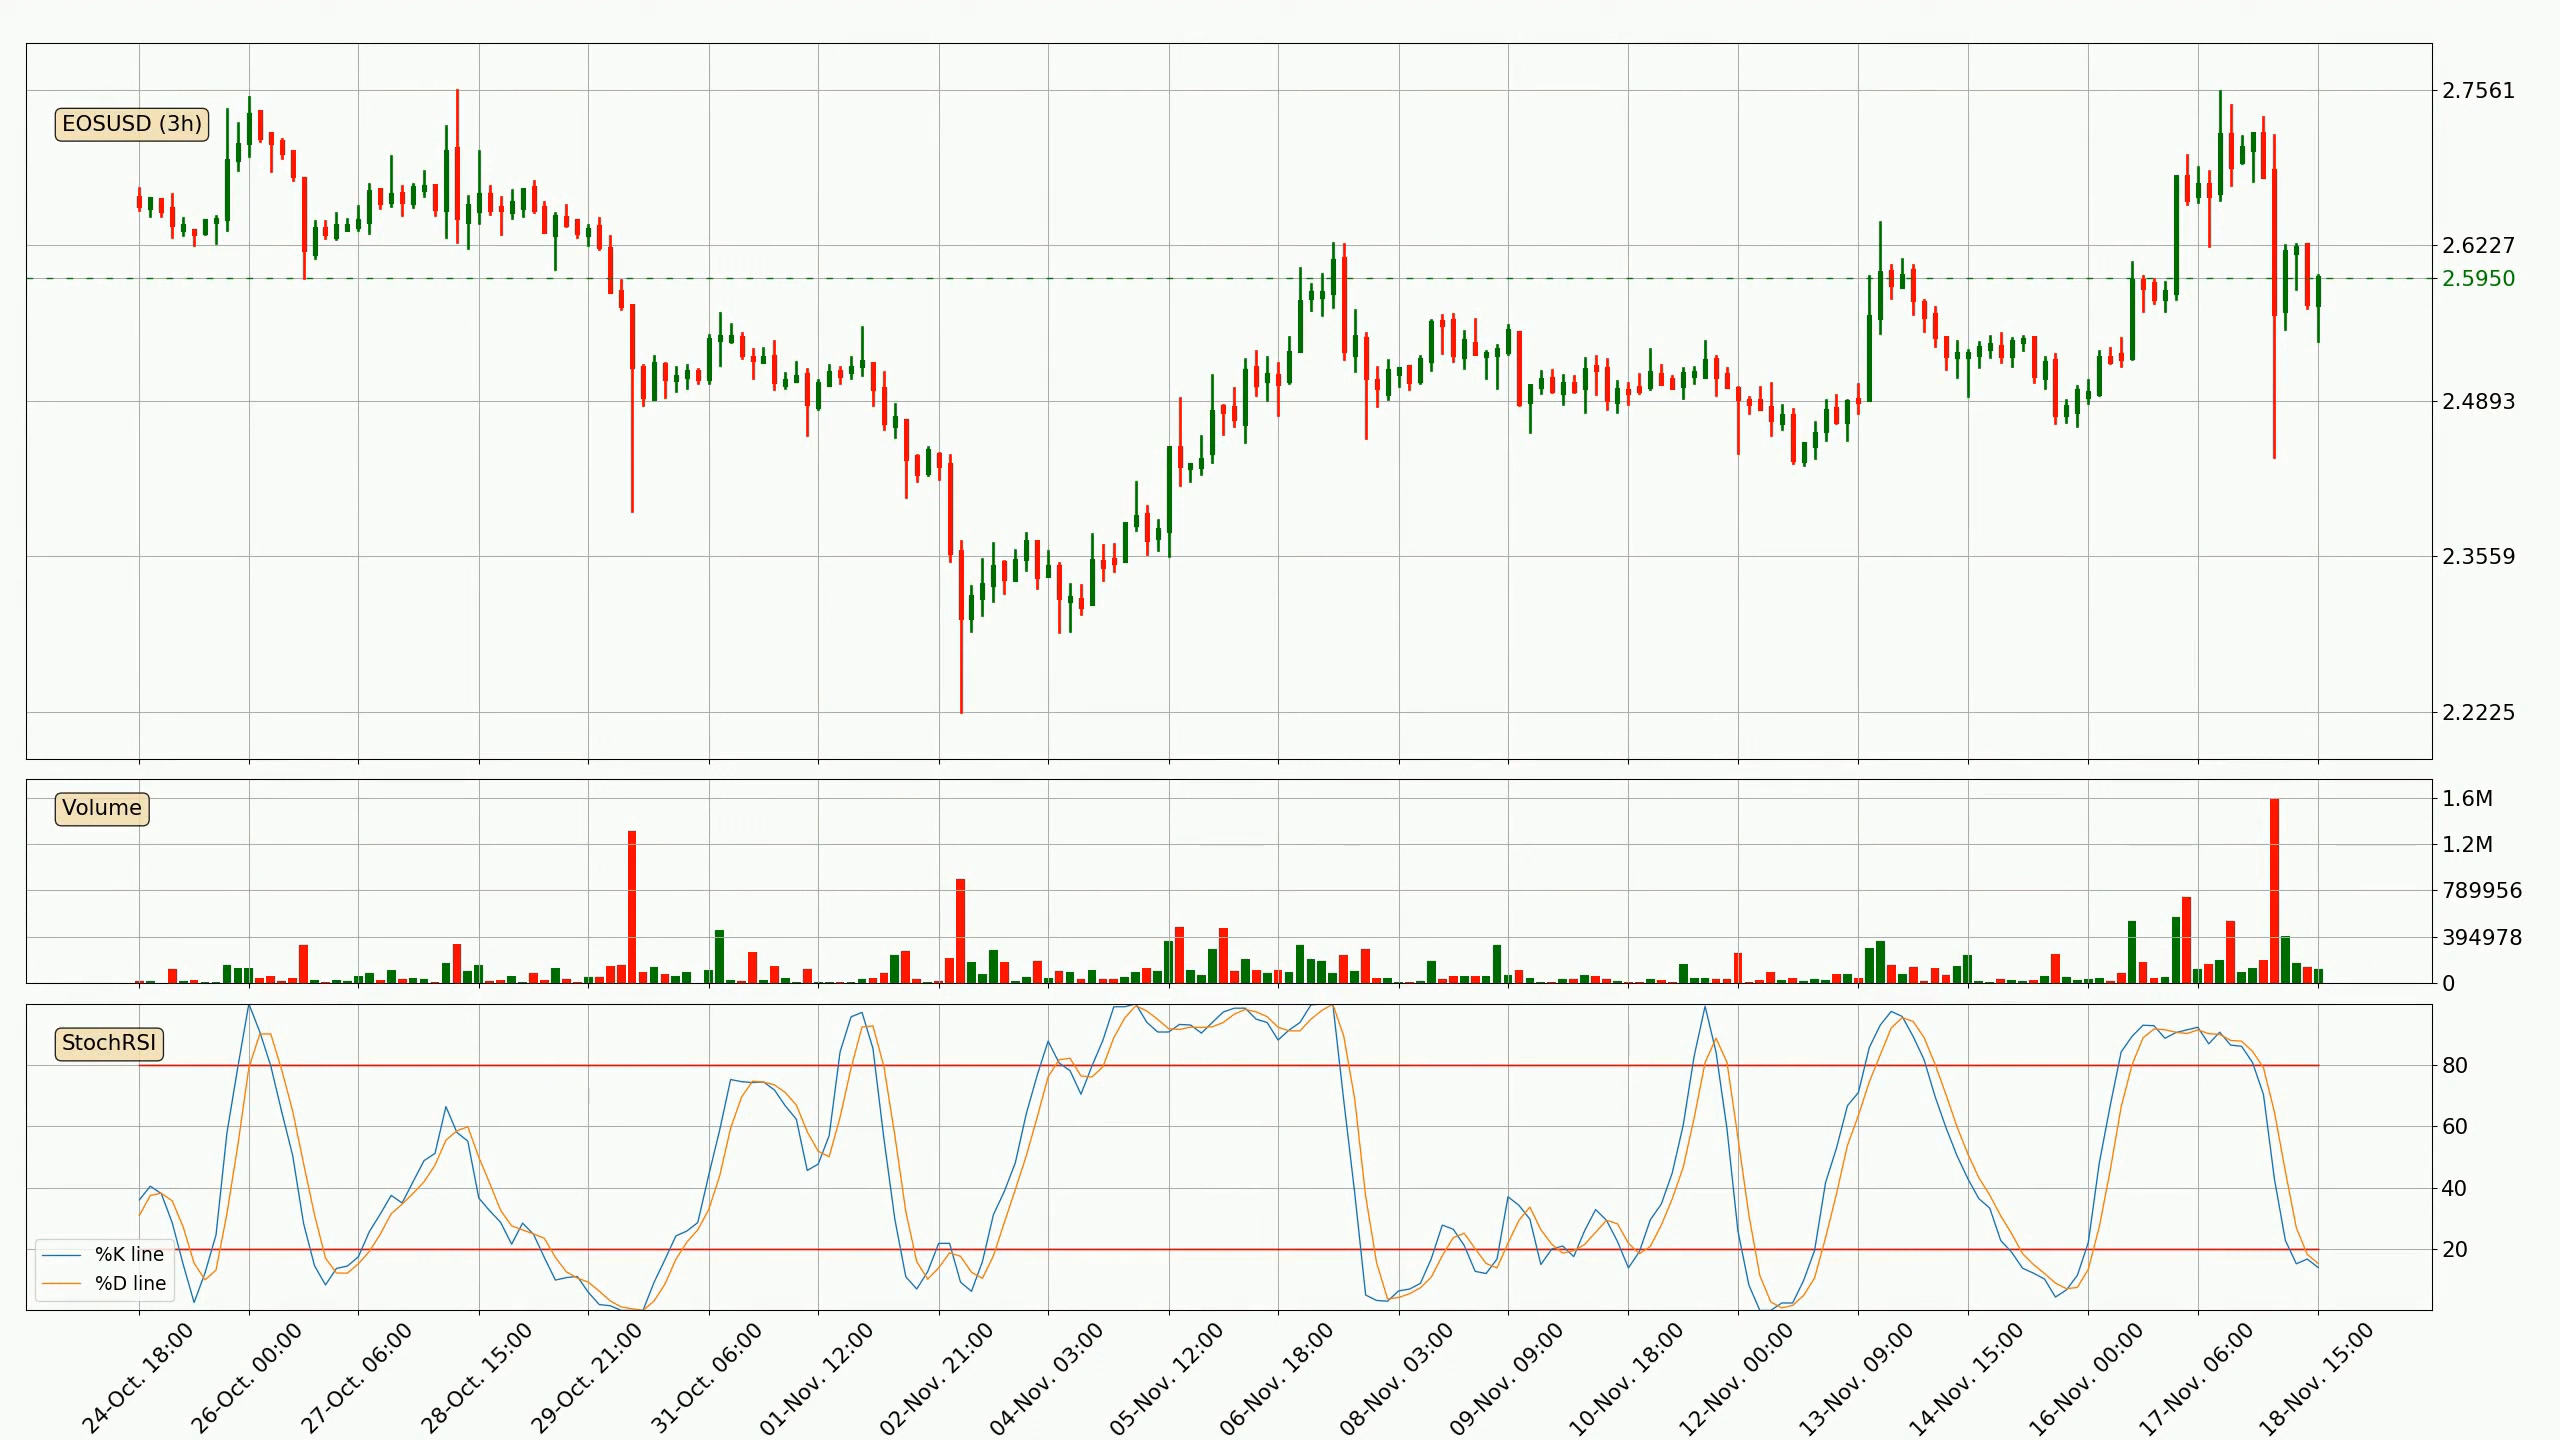 EOSUSD (3h)
2.7561
2.6227
2.5950
2.4893
2.3559
2.2225
Volume
1.6M
1.2M
789956
394978
0
StochRSI
80
60
40
20
%K line
%D line
24-Oct. 18:00
26-Oct. 00:00
27-Oct. 06:00
28-Oct. 15:00
29-Oct. 21:00
31-Oct. 06:00
01-Nov. 12:00
02-Nov. 21:00
04-Nov. 03:00
05-Nov. 12:00
06-Nov. 18:00
08-Nov. 03:00
09-Nov. 09:00
10-Nov. 18:00
12-Nov. 00:00
13-Nov. 09:00
14-Nov. 15:00
16-Nov. 00:00
17-Nov. 06:00
18-Nov. 15:00